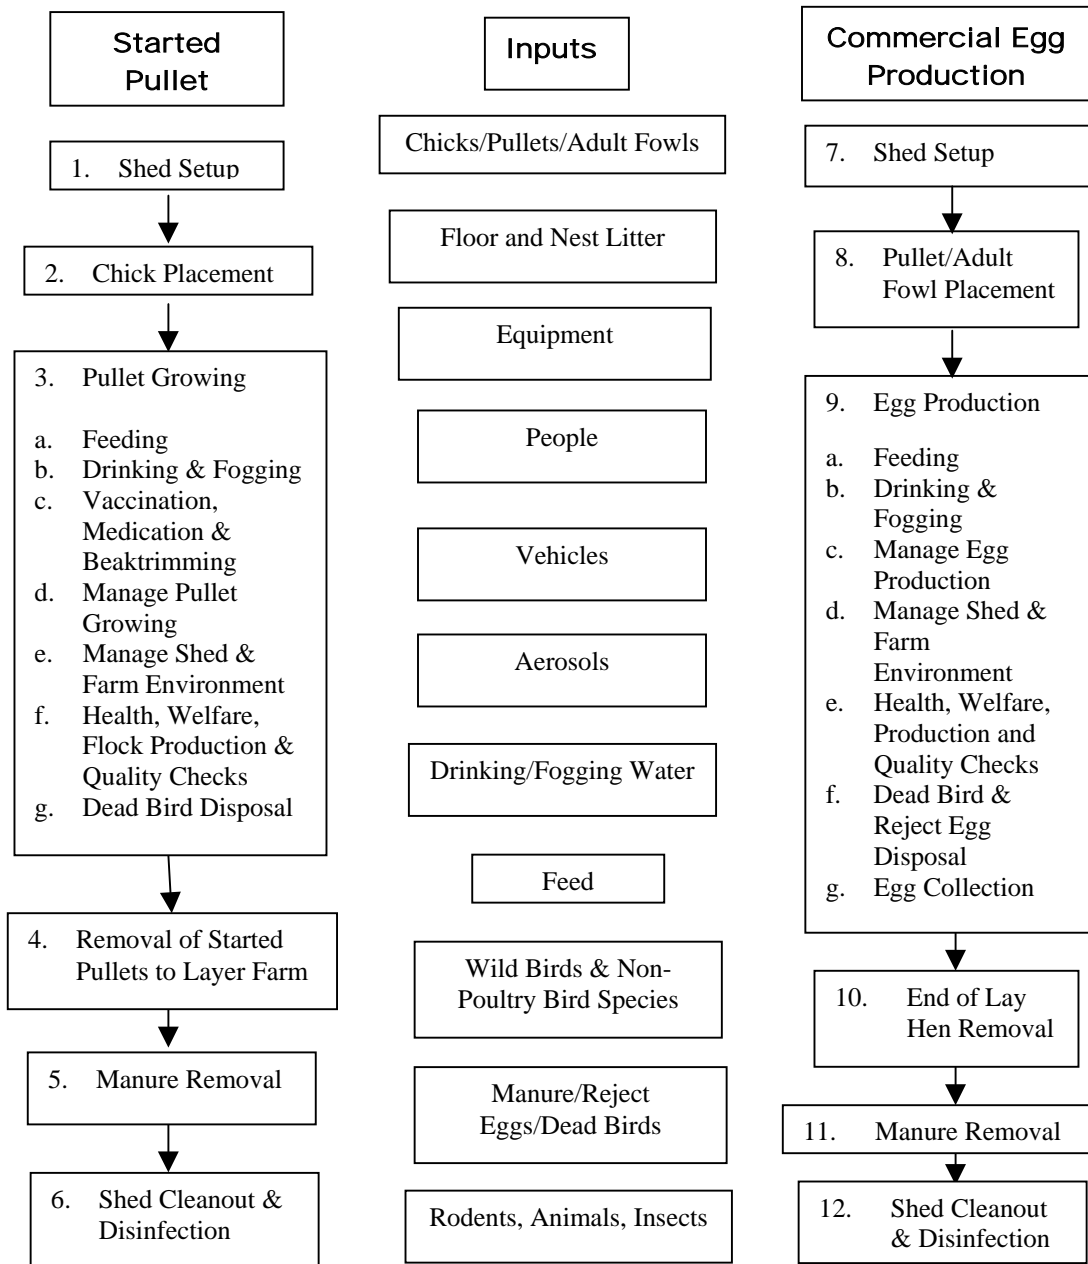 Started
Pullet
1. Shed Setup
2. Chick Placement
3. Pullet Growing
a. Feeding
b. Drinking & Fogging
c. Vaccination,
Medication &
Beaktrimming
d. Manage Pullet
Growing
e. Manage Shed &
Farm Environment
f. Health, Welfare,
Flock Production &
Quality Checks
g. Dead Bird Disposal
4. Removal of Started
Pullets to Layer Farm
5. Manure Removal
6. Shed Cleanout &
Disinfection
Inputs
Chicks/Pullets/Adult Fowls
Floor and Nest Litter
Equipment
People
Vehicles
Aerosols
Drinking/Fogging Water
Feed
Wild Birds & Non-
Poultry Bird Species
Manure/Reject
Eggs/Dead Birds
Rodents, Animals, Insects
Commercial Egg
Production
7. Shed Setup
8. Pullet/Adult
Fowl Placement
9. Egg Production
a. Feeding
b. Drinking &
Fogging
c. Manage Egg
Production
d. Manage Shed &
Farm
Environment
e. Health, Welfare,
Production and
Quality Checks
f. Dead Bird &
Reject Egg
Disposal
g. Egg Collection
10. End of Lay
Hen Removal
11. Manure Removal
12. Shed Cleanout
& Disinfection